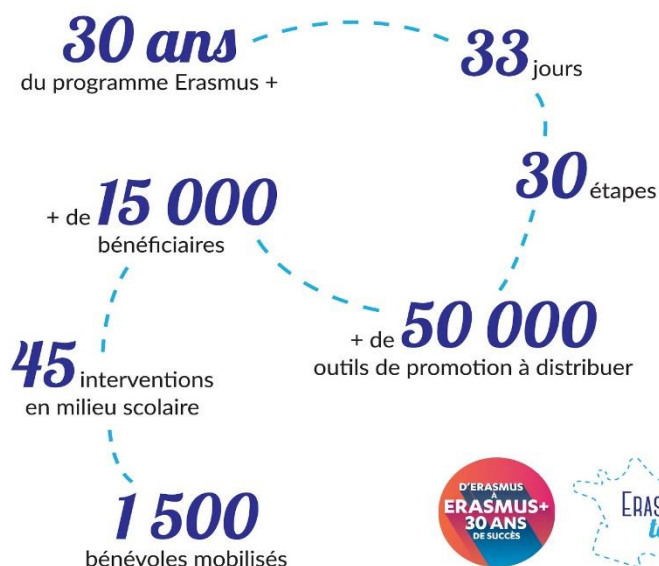 30 ans
du programme Erasmus +
33 jours
30 étapes
+ de 50 000
outils de promotion à distribuer
+ de 15 000
bénéficiaires
45 interventions
en milieu scolaire
1 500
bénévoles mobilisés
D'ERASMUS
À
ERASMUS+
30 ANS
DE SUCCÈS